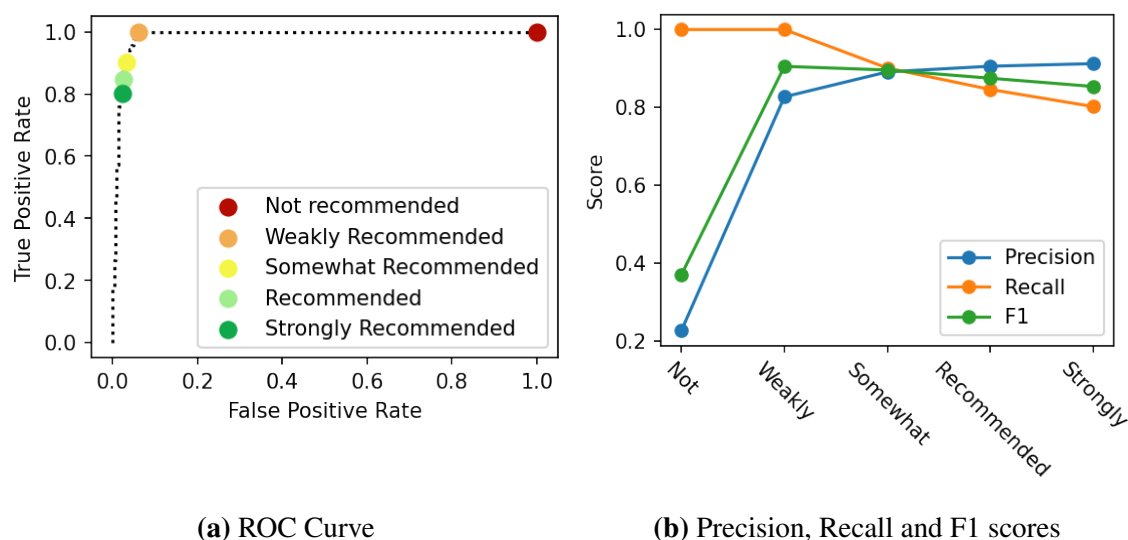 1.0
0.8
0.6
0.4
0.2
0.0
True Positive Rate
0.0 0.2 0.4 0.6 0.8 1.0
False Positive Rate
Not recommended
Weakly Recommended
Somewhat Recommended
Recommended
Strongly Recommended
(a) ROC Curve
1.0
0.8
0.6
0.4
0.2
Score
Precision
Recall
F1
Not
Weakly
Somewhat
Recommended
Strongly
(b) Precision, Recall and F1 scores